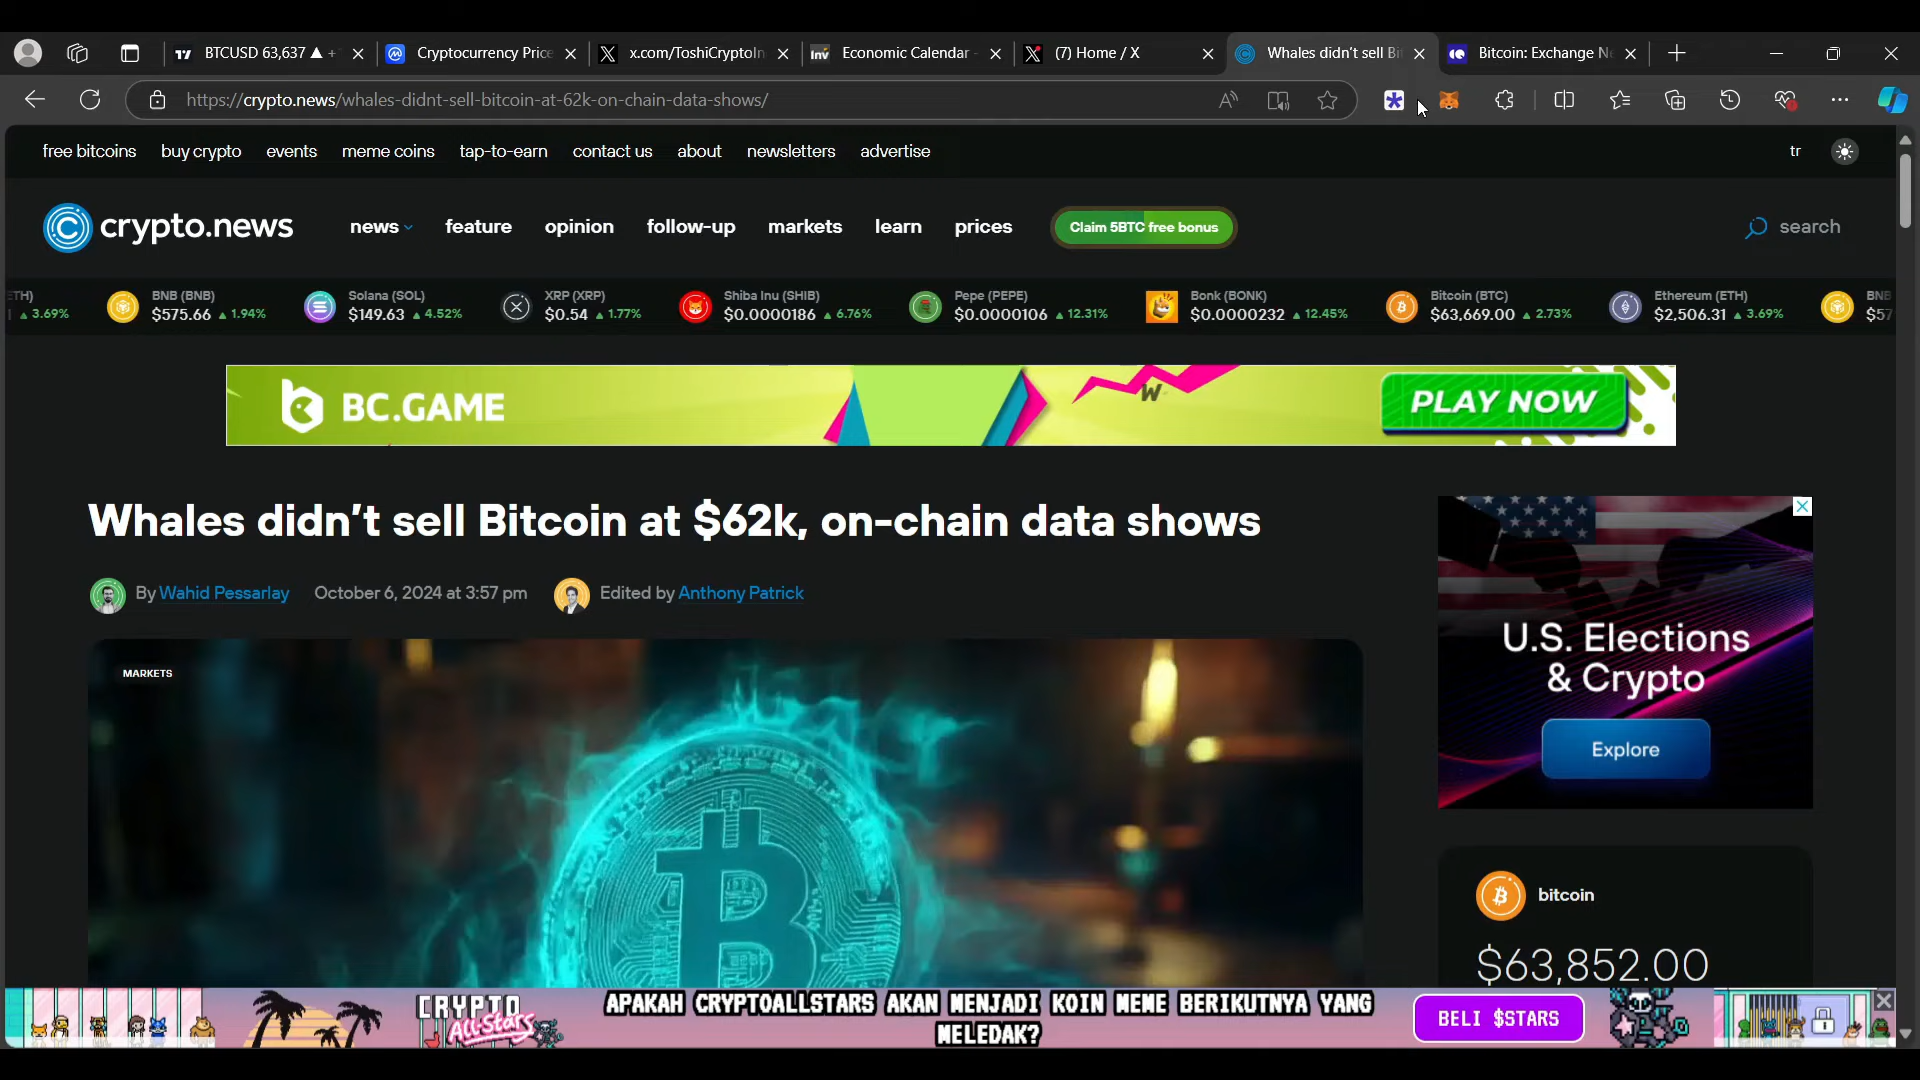 BTCUSD 63,637 ▲ +
Cryptocurrency Price
x.com/ToshiCryptoIn
Economic Calendar -
(7) Home / X
Whales didn't sell Bi
Bitcoin: Exchange Ne
https://crypto.news/whales-didnt-sell-bitcoin-at-62k-on-chain-data-shows/
free bitcoins buy crypto events meme coins tap-to-earn contact us about newsletters advertise tr
crypto.news news feature opinion follow-up markets learn prices Claim 5BTC free bonus search
ETH) BNB (BNB) Solana (SOL) XRP (XRP) Shiba Inu (SHIB) Pepe (PEPE) Bonk (BONK) Bitcoin (BTC) Ethereum (ETH) BNB
▲ 3.69% $575.66 ▲ 1.94% $149.63 ▲ 4.52% $0.54 ▲ 1.77% $0.0000186 ▲ 6.76% $0.0000106 ▲ 12.31% $0.0000232 ▲ 12.45% $63,669.00 ▲ 2.73% $2,506.31 ▲ 3.69% $57
BC.GAME W PLAY NOW
Whales didn't sell Bitcoin at $62k, on-chain data shows
By Wahid Pessarlay October 6, 2024 at 3:57 pm Edited by Anthony Patrick
MARKETS
U.S. Elections
& Crypto
Explore
bitcoin
$63,852.00
CRYPTO
All-Stars
APAKAH CRYPTOALLSTARS AKAN MENJADI KOIN MEME BERIKUTNYA YANG
MELEDAK?
BELI $STARS